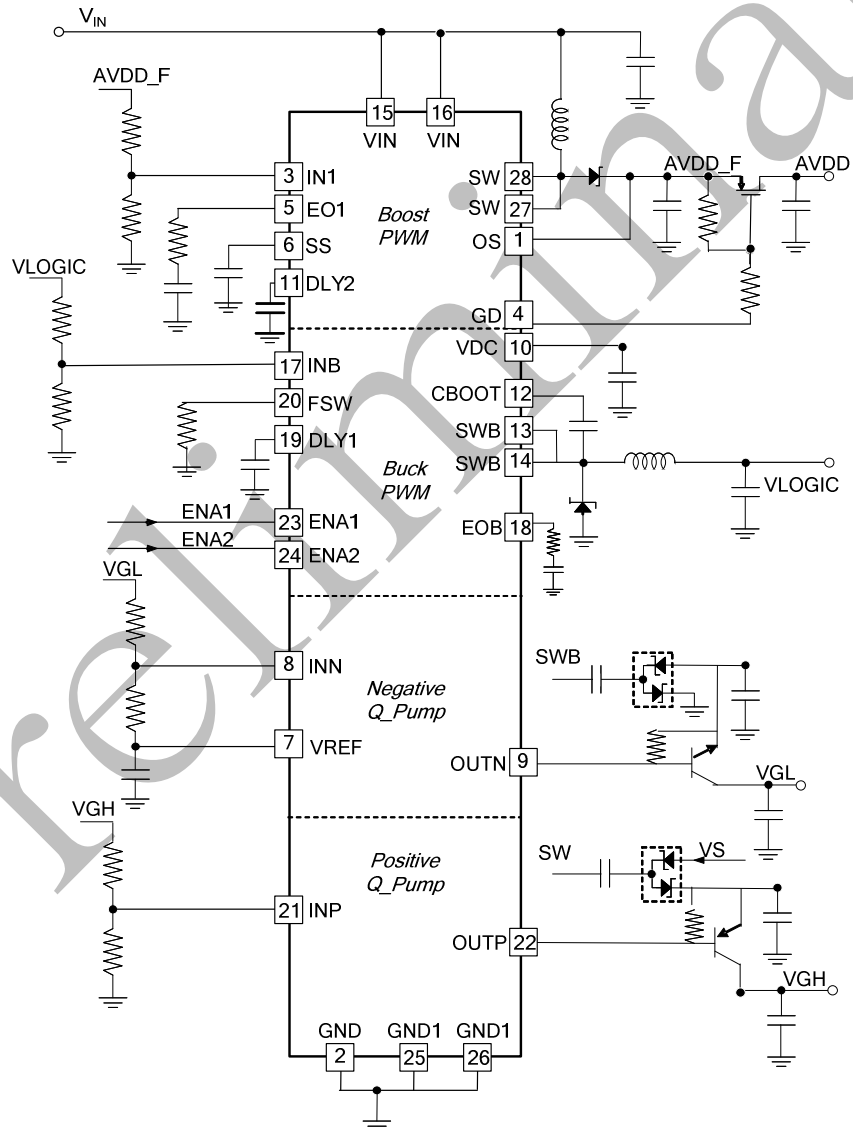 VIN
AVDD_F
15
16
VIN
VIN
3
IN1
5
EO1
6
SS
11
DLY2
Boost
PWM
SW
28
SW
27
OS
1
GD
4
AVDD_F
AVDD
VLOGIC
17
INB
20
FSW
19
DLY1
Buck
PWM
VDC
10
CBOOT
12
SWB
13
SWB
14
EOB
18
VLOGIC
ENA1
23
ENA1
ENA2
24
ENA2
VGL
8
INN
7
VREF
Negative
Q_Pump
OUTN
9
SWB
VGL
VGH
21
INP
Positive
Q_Pump
OUTP
22
SW
VS
VGH
GND
GND1
GND1
2
25
26
relimina